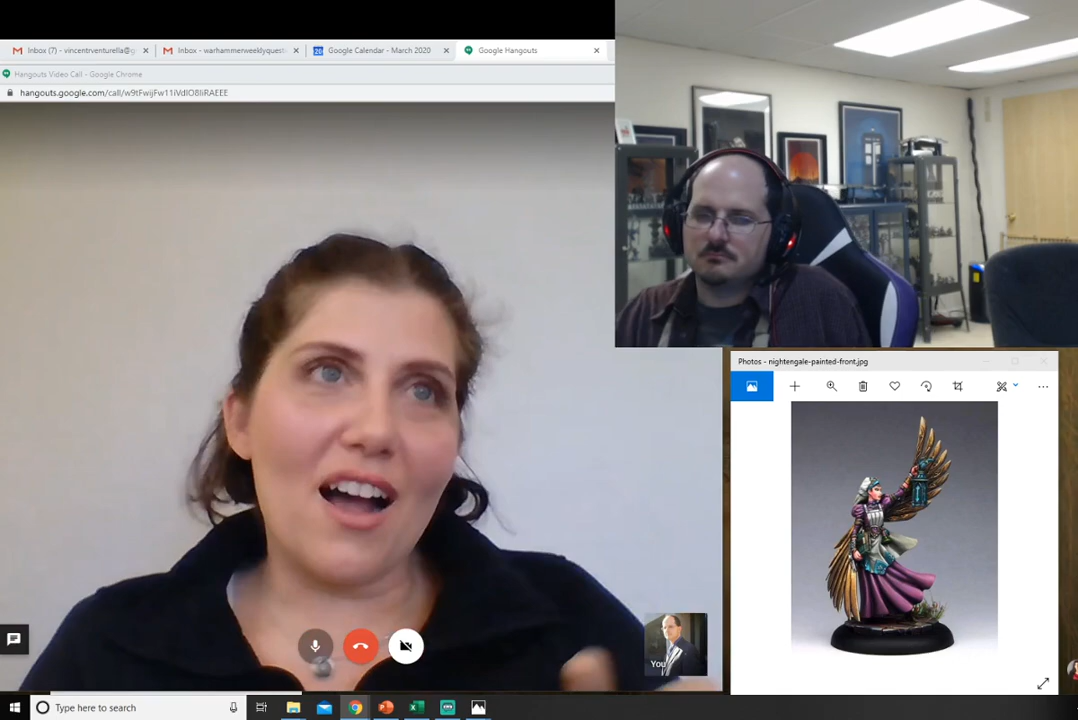 Inbox (7) - vincentrventurella@g
Inbox - warhammerweeklyquest
Google Calendar - March 2020
Google Hangouts
Hangouts Video Call - Google Chrome
hangouts.google.com/call/
Photos - nightengale-painted-front.jpg
You
Type here to search